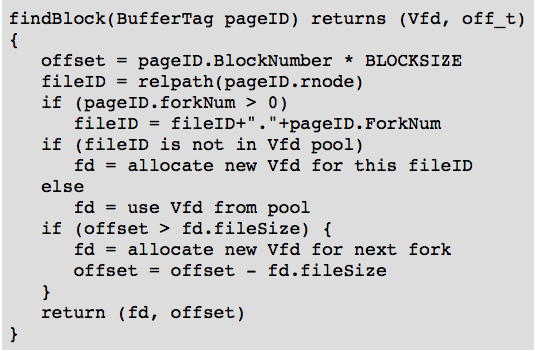 findBlock(BufferTag pageID) returns (Vfd, off_t)
{
   offset = pageID.BlockNumber * BLOCKSIZE
   fileID = relpath(pageID.rnode)
   if (pageID.forkNum > 0)
      fileID = fileID+"."+pageID.ForkNum
   if (fileID is not in Vfd pool)
      fd = allocate new Vfd for this fileID
   else
      fd = use Vfd from pool
   if (offset > fd.fileSize) {
      fd = allocate new Vfd for next fork
      offset = offset - fd.fileSize
   }
   return (fd, offset)
}